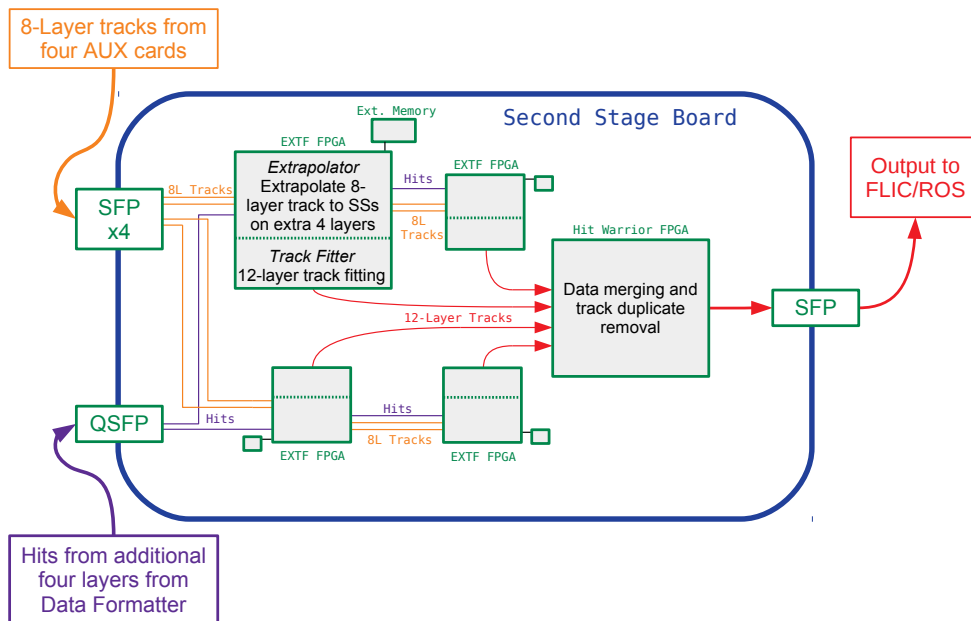 8-Layer tracks from
four AUX cards
Second Stage Board
Ext. Memory
EXTF FPGA
Extrapolator
Extrapolate 8-
layer track to SSs
on extra 4 layers
Track Fitter
12-layer track fitting
8L Tracks
SFP
x4
Hits
8L
Tracks
EXTF FPGA
Hit Warrior FPGA
Data merging and
track duplicate
removal
Output to
FLIC/ROS
SFP
12-Layer Tracks
QSFP
Hits
EXTF FPGA
Hits
8L Tracks
EXTF FPGA
Hits from additional
four layers from
Data Formatter